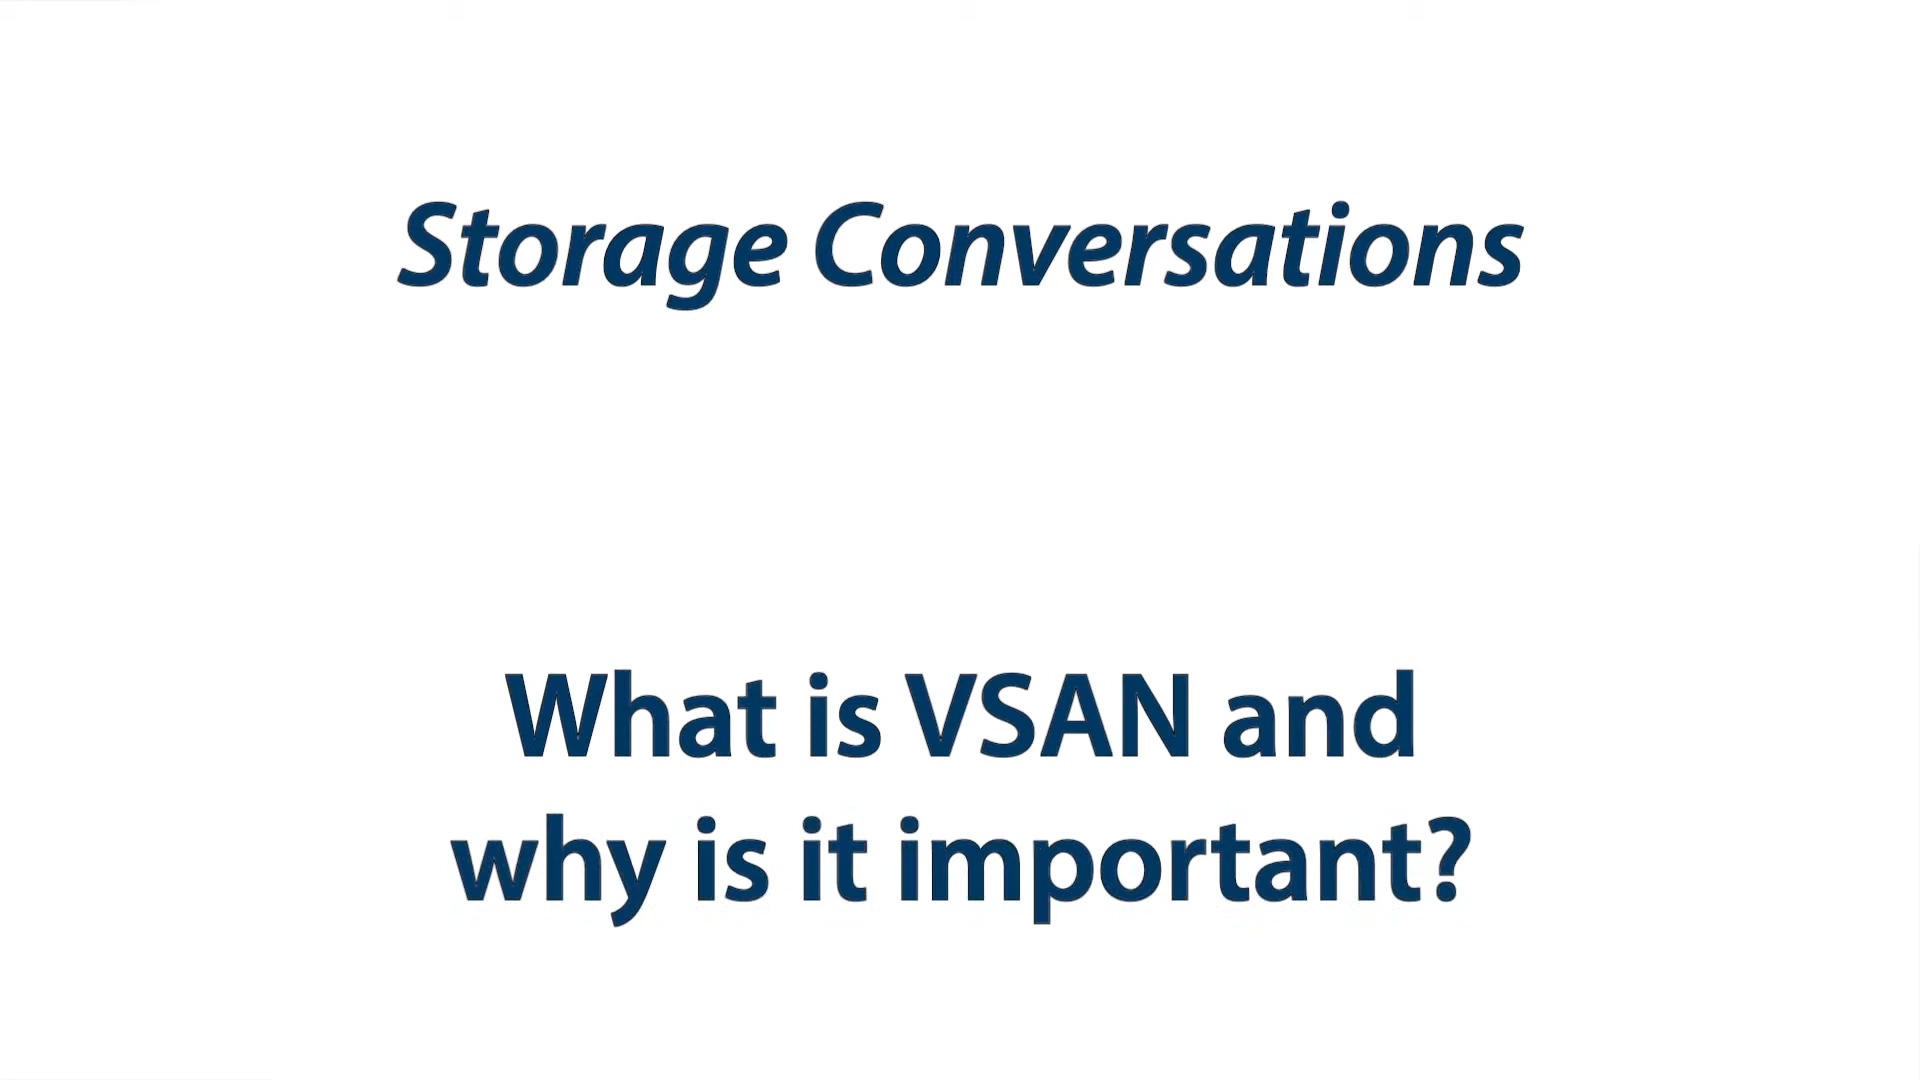 Storage Conversations
What is VSAN and
why is it important?